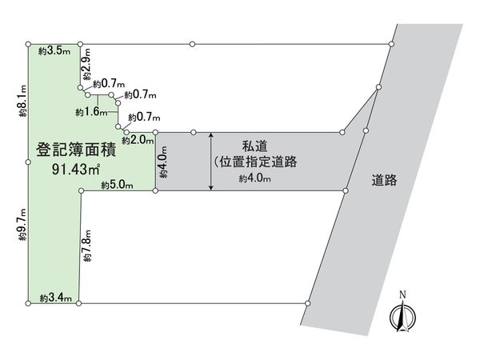 約3.5m
約2.9m
約0.7m
約0.7m
約1.6m
約0.7m
約8.1m
約2.0m
登記簿面積
91.43㎡
約4.0m
私道
（位置指定道路
約4.0m
道路
約5.0m
約9.7m
約7.8m
約3.4m
N